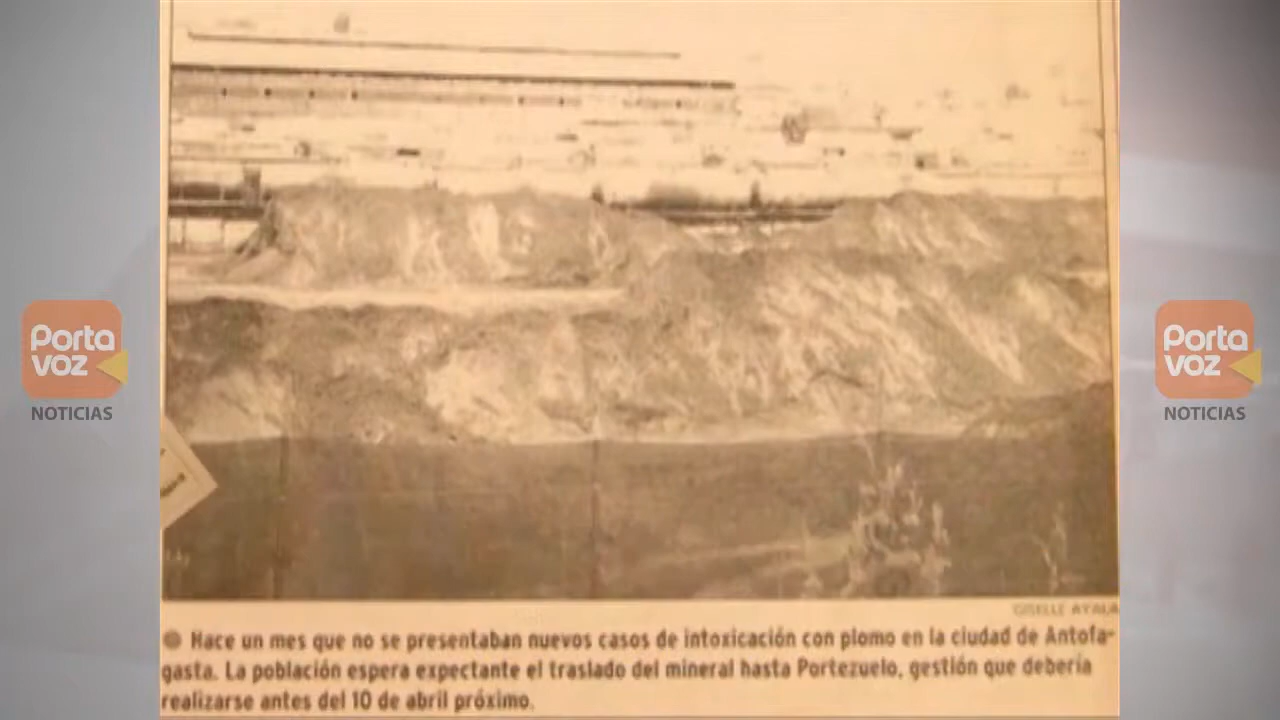 Porta
voz
NOTICIAS
Porta
voz
NOTICIAS
GISELLE AYALA
Hace un mes que no se presentaban nuevos casos de intoxicación con plomo en la ciudad de Antofa-
gasta. La población espera expectante el traslado del mineral hasta Portezuelo, gestión que debería
realizarse antes del 10 de abril próximo.